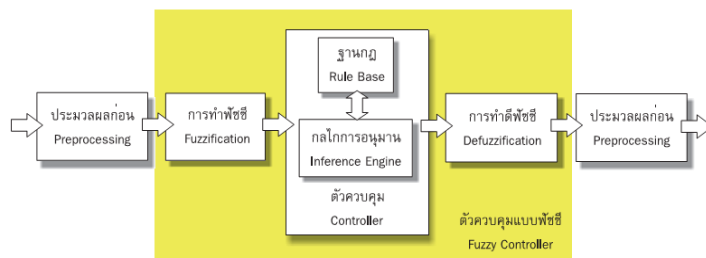 ฐานกฎ
Rule Base
ประมวลผลก่อน
Preprocessing
การทำฟัซซี
Fuzzification
กลไกการอนุมาน
Inference Engine
การทำดีฟัซซี
Defuzzification
ประมวลผลก่อน
Preprocessing
ตัวควบคุม
Controller
ตัวควบคุมแบบฟัซซี
Fuzzy Controller